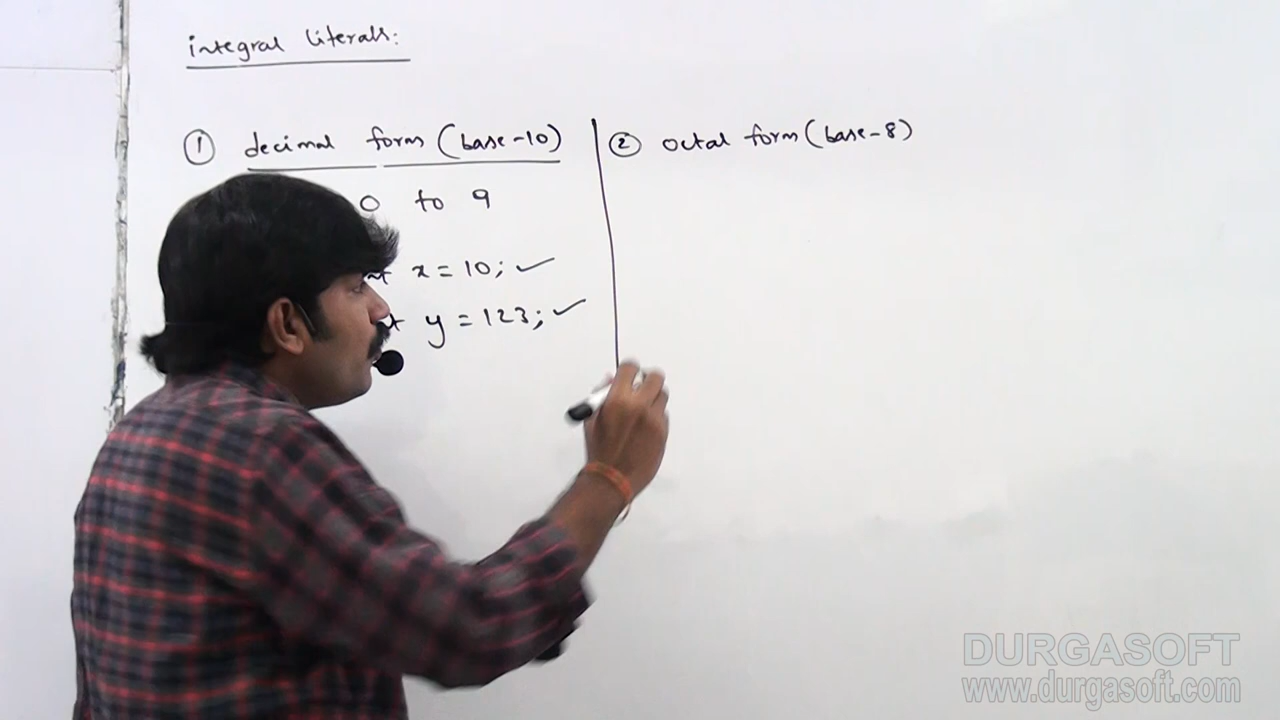 integral literals:
① decimal form (base-10)
0 to 9
x = 10; ✓
y = 123; ✓
② octal form (base-8)
DURGASOFT
www.durgasoft.com